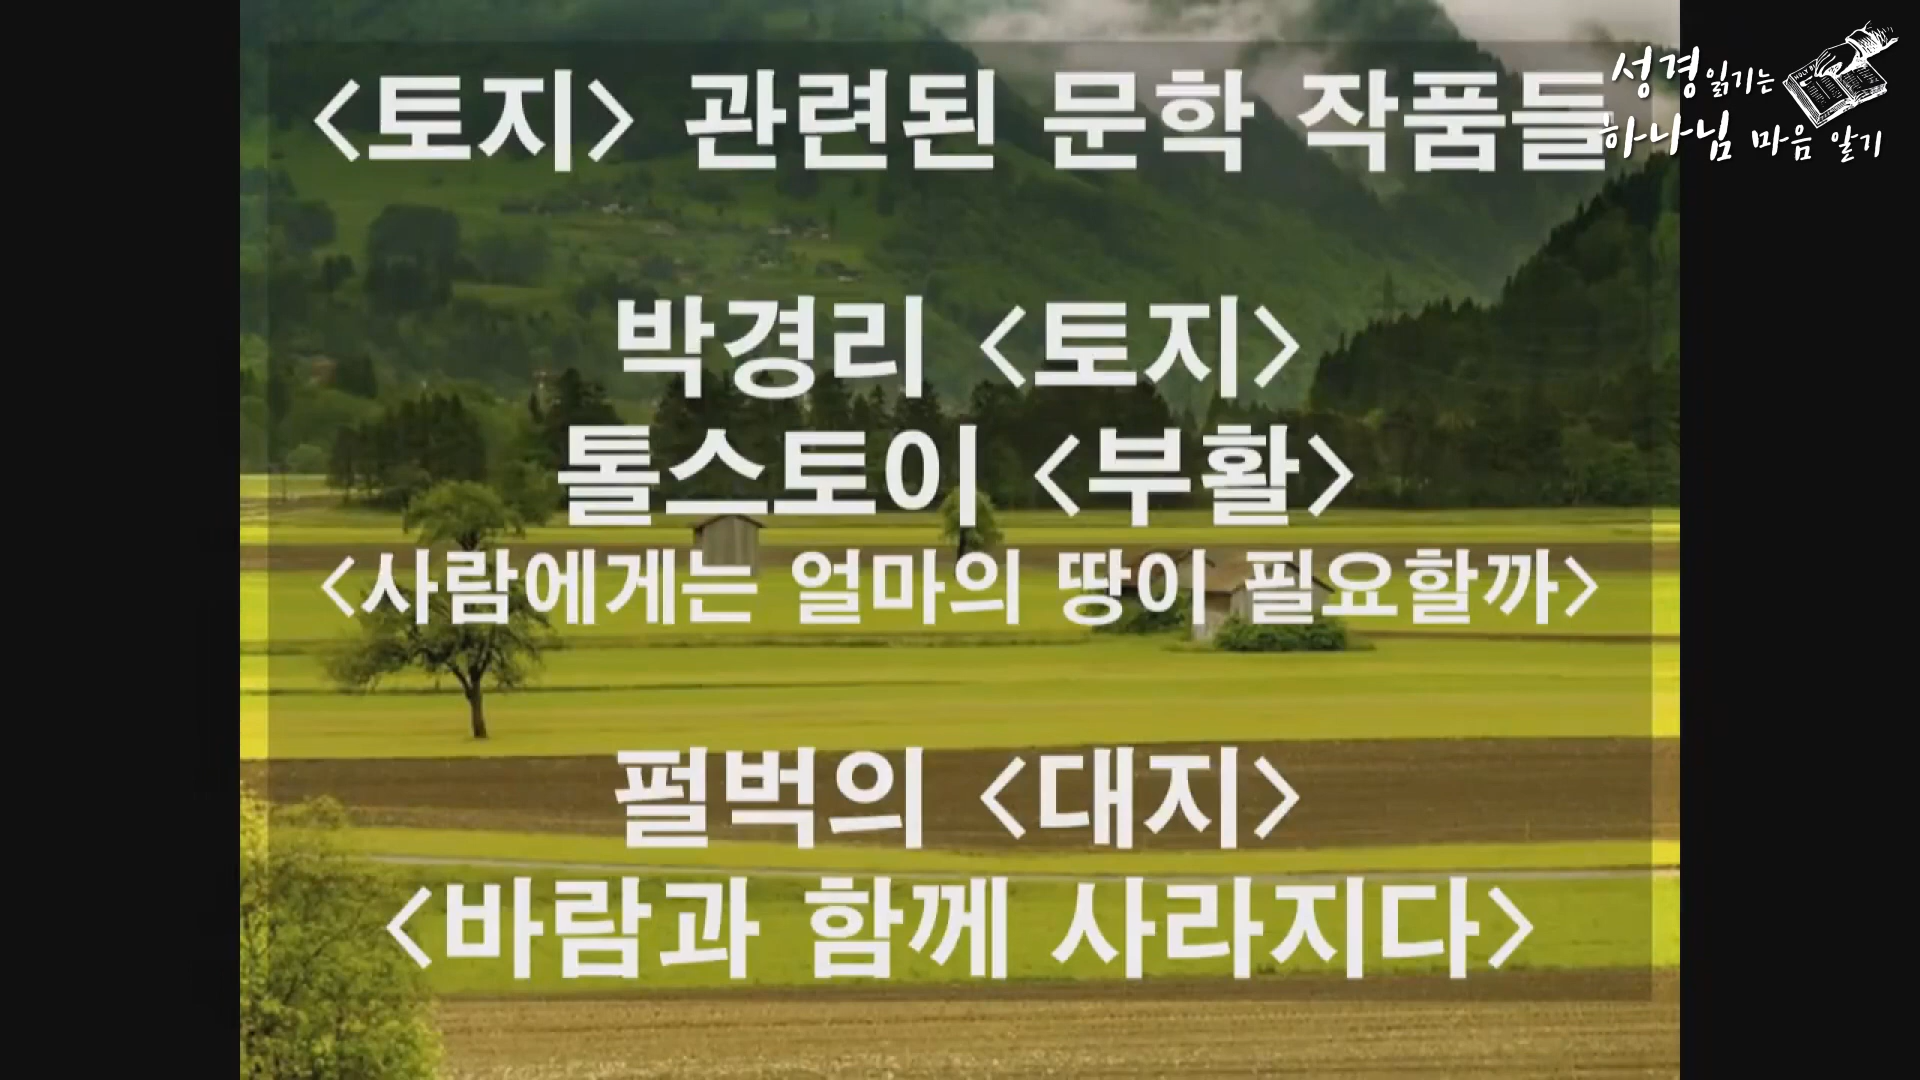 <토지> 관련된 문학 작품들
성경읽기는
하나님 마음 알기
박경리 <토지>
톨스토이 <부활>
<사람에게는 얼마의 땅이 필요할까>
펄벅의 <대지>
<바람과 함께 사라지다>